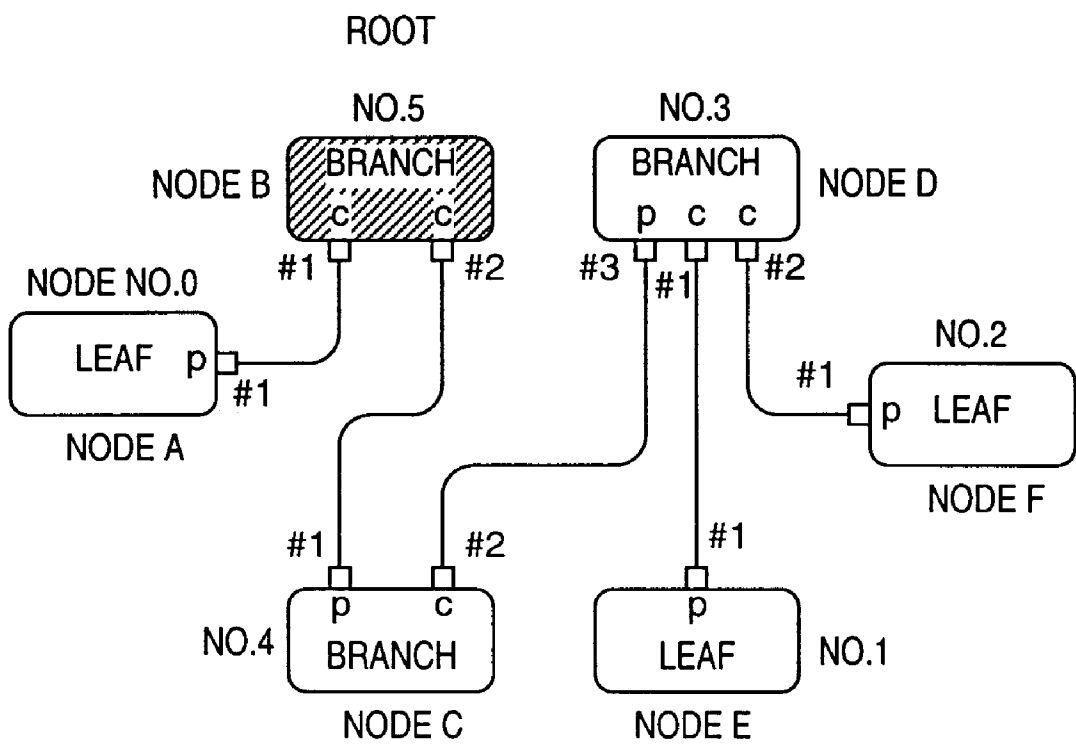 ROOT
NO.5
NO.3
BRANCH
BRANCH
NODE B
NODE D
c
c
p
c
c
#1
#2
#3
#1
#2
NODE NO.0
LEAF
p
#1
NODE A
NO.2
#1
p
LEAF
NODE F
#1
#2
#1
p
c
p
NO.4
BRANCH
LEAF
NO.1
NODE C
NODE E